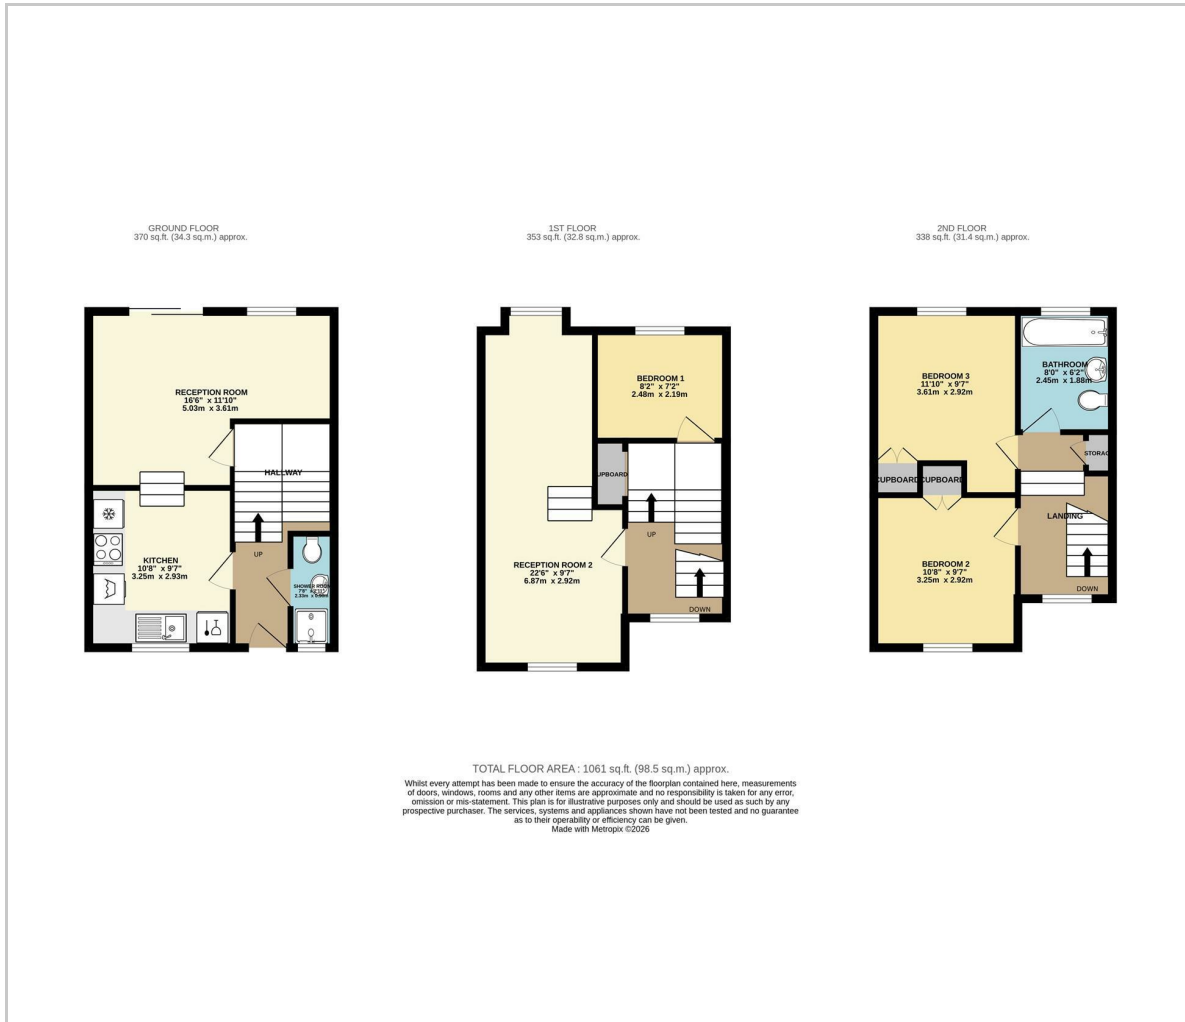 GROUND FLOOR
370 sq.ft. (34.3 sq.m.) approx.
RECEPTION ROOM
16'6" x 11'10"
5.03m x 3.61m
HALLWAY
KITCHEN
10'8" x 9'7"
3.25m x 2.93m
UP
SHOWER ROOM
1ST FLOOR
353 sq.ft. (32.8 sq.m.) approx.
BEDROOM 1
8'2" x 7'2"
2.48m x 2.19m
UPBOARD
UP
RECEPTION ROOM 2
22'6" x 9'7"
6.87m x 2.92m
DOWN
2ND FLOOR
338 sq.ft. (31.4 sq.m.) approx.
BEDROOM 3
11'10" x 9'7"
3.61m x 2.92m
BATHROOM
8'0" x 6'2"
2.45m x 1.88m
STORAG
CUPBOARD
CUPBOARD
LANDING
BEDROOM 2
10'8" x 9'7"
3.25m x 2.92m
DOWN
TOTAL FLOOR AREA : 1061 sq.ft. (98.5 sq.m.) approx.
Whilst every attempt has been made to ensure the accuracy of the floorplan contained here, measurements
of doors, windows, rooms and any other items are approximate and no responsibility is taken for any error,
omission or mis-statement. This plan is for illustrative purposes only and should be used as such by any
prospective purchaser. The services, systems and appliances shown have not been tested and no guarantee
as to their operability or efficiency can be given.
Made with Metropix ©2026